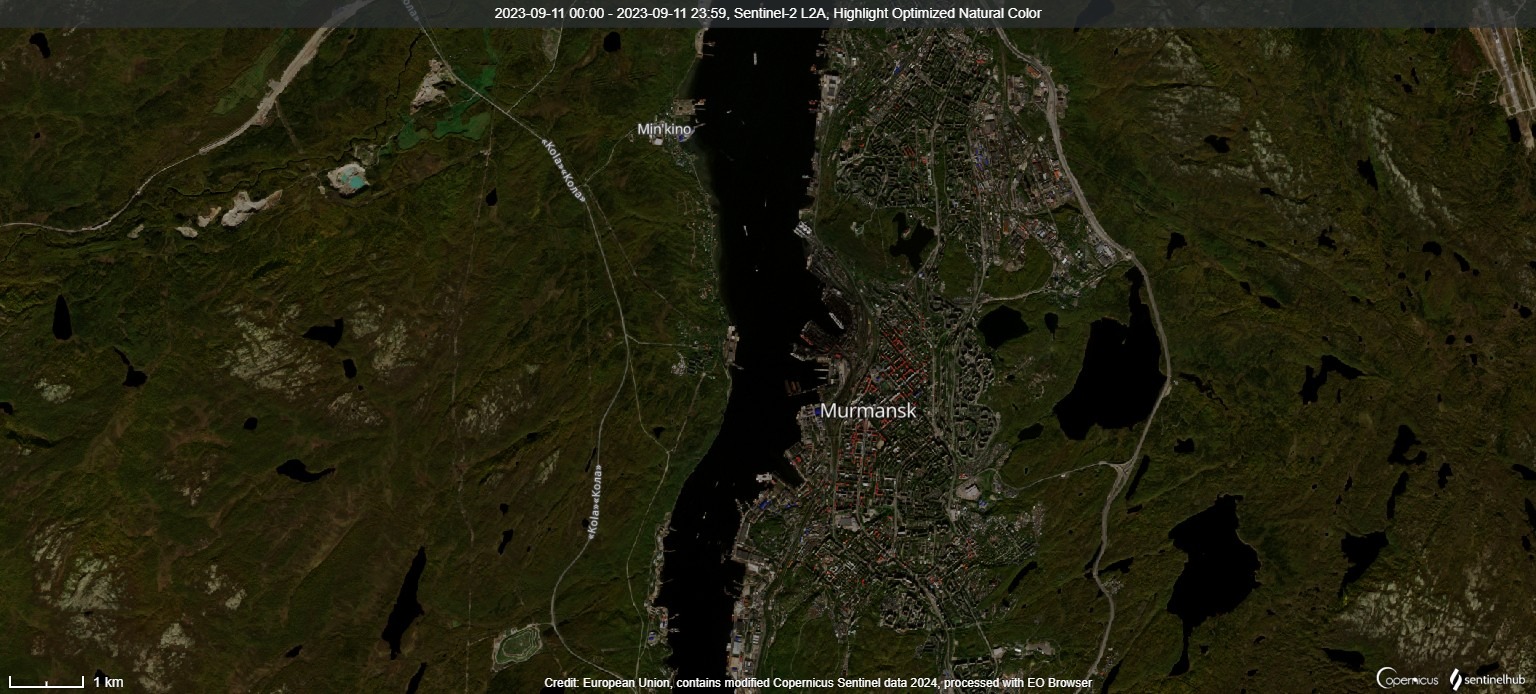 2023-09-11 00:00 - 2023-09-11 23:59, Sentinel-2 L2A, Highlight Optimized Natural Color
Min'kino
«Kola»«Кола»
Murmansk
«Kola»«Кола»
1 km
Credit: European Union, contains modified Copernicus Sentinel data 2024, processed with EO Browser
opernicus
sentinelhub